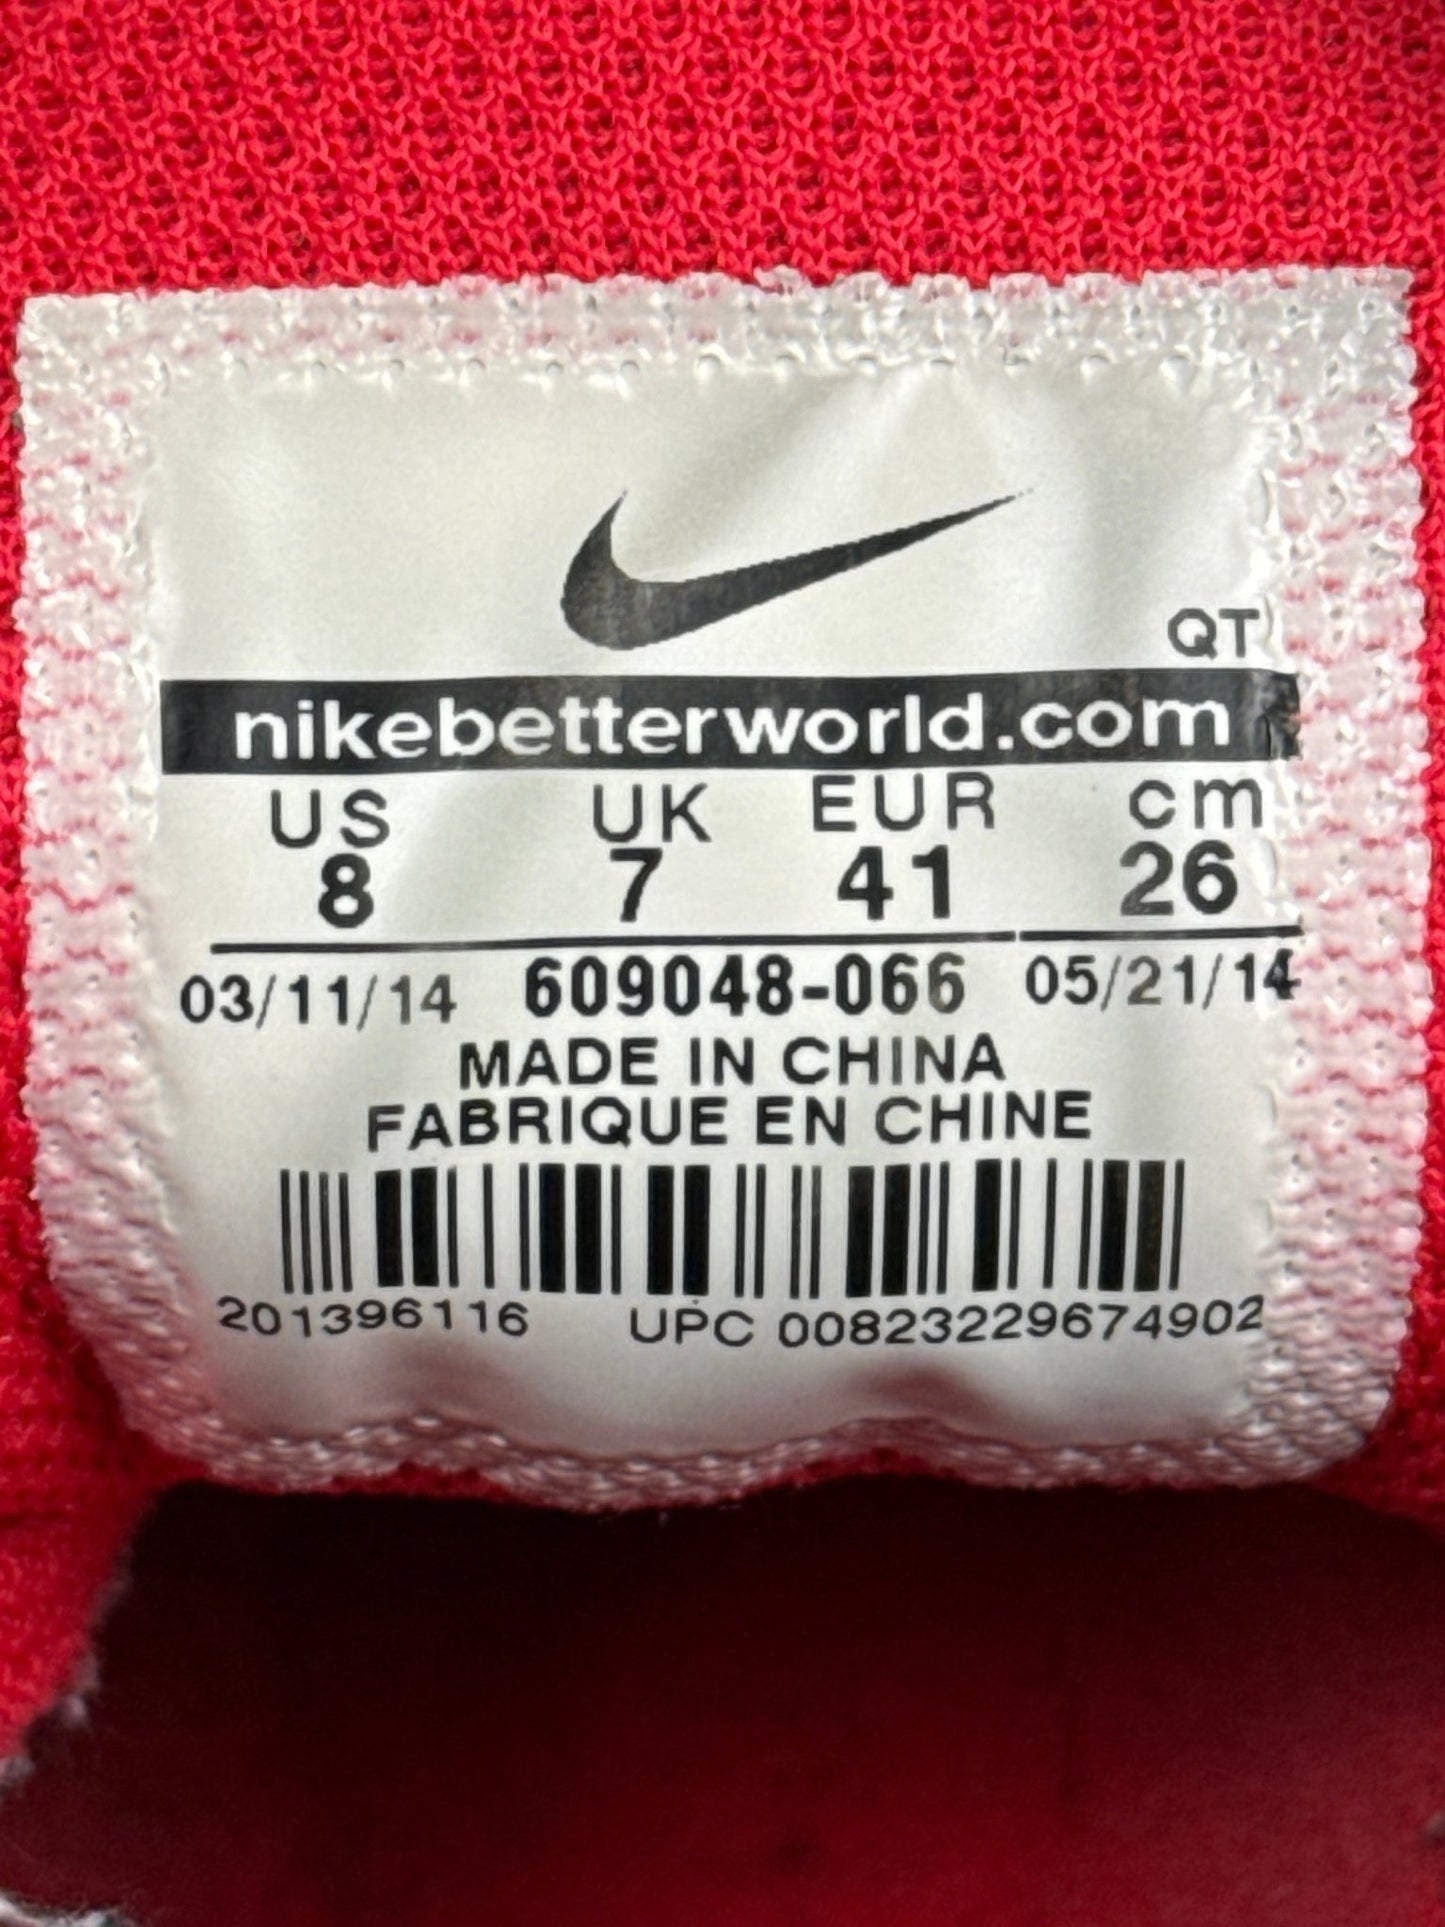 QT
nikebetterworld.com
US UK EUR cm
8 7 41 26
03/11/14 609048-066 05/21/14
MADE IN CHINA
FABRIQUE EN CHINE
201396116 UPC 00823229674902